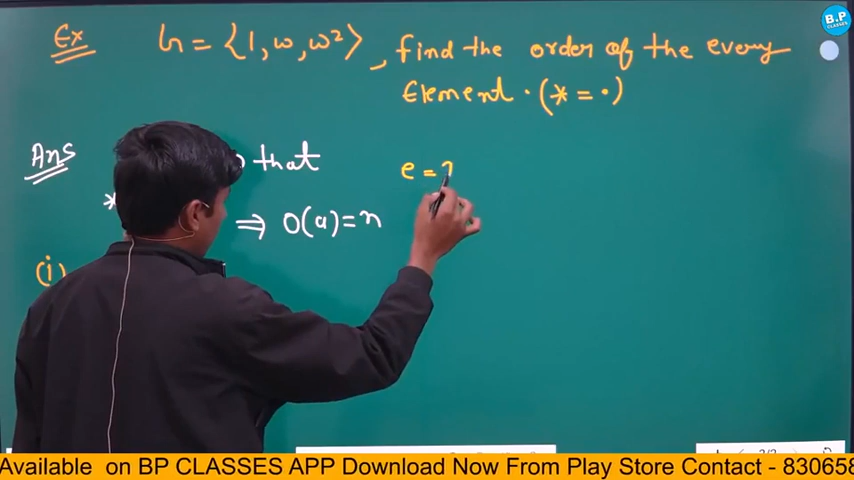 Ex G = {1, ω, ω²}, find the order of the every
Element. (* = •)
Ans that e = ?
* ⇒ O(a) = n
(i)
B.P
CLASSES
Available on BP CLASSES APP Download Now From Play Store Contact - 830658